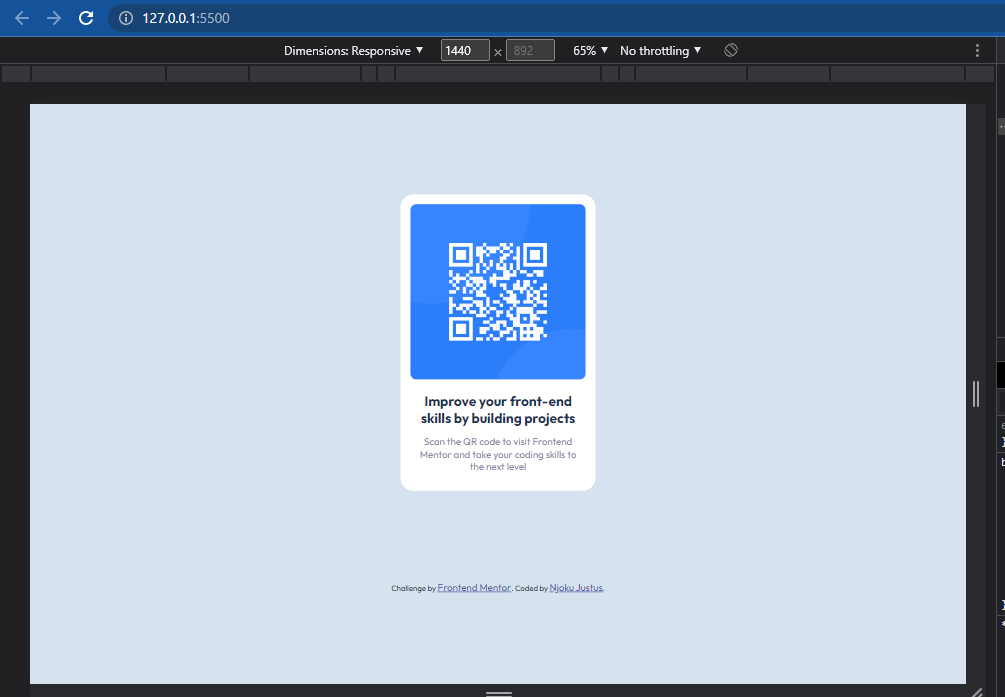 127.0.0.1:5500
Dimensions: Responsive 1440 × 892 65% No throttling
Improve your front-end
skills by building projects
Scan the QR code to visit Frontend
Mentor and take your coding skills to
the next level
Challenge by Frontend Mentor. Coded by Njoku Justus.